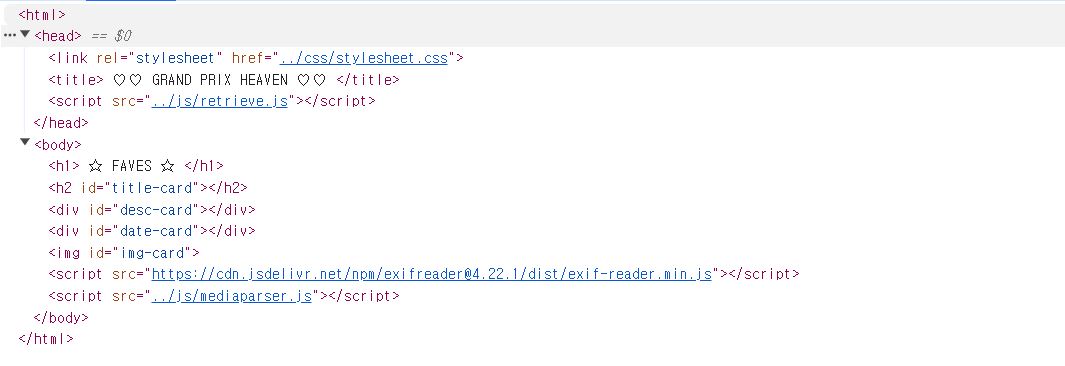 <html>
<head> == $0
<link rel="stylesheet" href="../css/stylesheet.css">
<title> ♡♡ GRAND PRIX HEAVEN ♡♡ </title>
<script src="../js/retrieve.js"></script>
</head>
<body>
<h1> ☆ FAVES ☆ </h1>
<h2 id="title-card"></h2>
<div id="desc-card"></div>
<div id="date-card"></div>
<img id="img-card">
<script src="https://cdn.jsdelivr.net/npm/exifreader@4.22.1/dist/exif-reader.min.js"></script>
<script src="../js/mediaparser.js"></script>
</body>
</html>